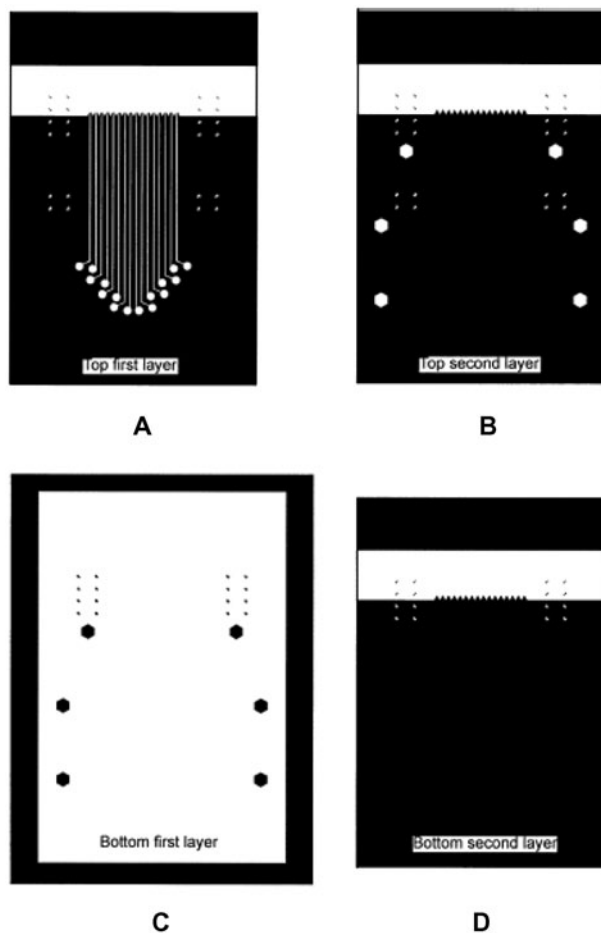 Top first layer
Top second layer
A
B
Bottom first layer
Bottom second layer
C
D